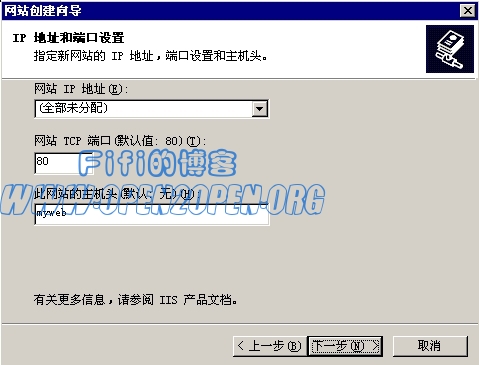 网站创建向导
IP 地址和端口设置
指定新网站的 IP 地址，端口设置和主机头。
网站 IP 地址(E):
(全部未分配)
网站 TCP 端口(默认值: 80)(T):
80
Fifi的博客
WWW.OPEN2OPEN.ORG
此网站的主机头(默认: 无)(H):
myweb
有关更多信息，请参阅 IIS 产品文档。
< 上一步(B)
下一步(N) >
取消